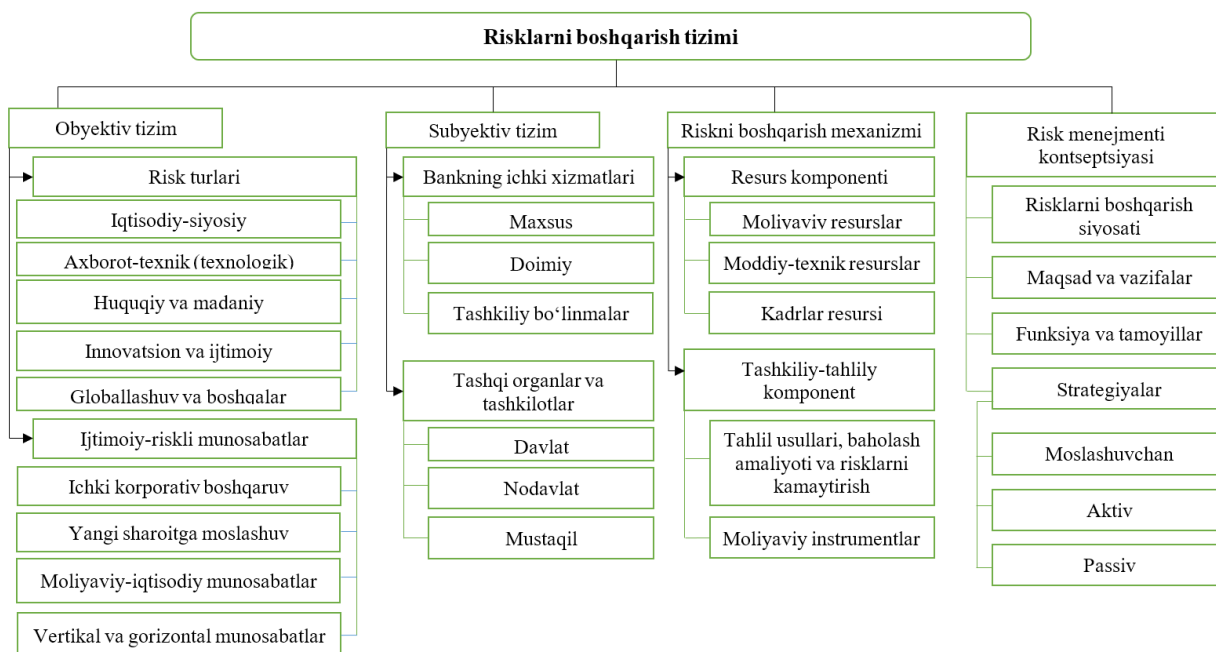 Risklarni boshqarish tizimi
Obyektiv tizim
Risk turlari
Iqtisodiy-siyosiy
Axborot-texnik (texnologik)
Huquqiy va madaniy
Innovatsion va ijtimoiy
Globallashuv va boshqalar
Ijtimoiy-riskli munosabatlar
Ichki korporativ boshqaruv
Yangi sharoitga moslashuv
Moliyaviy-iqtisodiy munosabatlar
Vertikal va gorizontal munosabatlar
Subyektiv tizim
Bankning ichki xizmatlari
Maxsus
Doimiy
Tashkiliy bo‘linmalar
Tashqi organlar va
tashkilotlar
Davlat
Nodavlat
Mustaqil
Riskni boshqarish mexanizmi
Resurs komponenti
Moliyaviy resurslar
Moddiy-texnik resurslar
Kadrlar resursi
Tashkiliy-tahlily
komponent
Tahlil usullari, baholash
amaliyoti va risklarni
kamaytirish
Moliyaviy instrumentlar
Risk menejmenti
kontseptsiyasi
Risklarni boshqarish
siyosati
Maqsad va vazifalar
Funksiya va tamoyillar
Strategiyalar
Moslashuvchan
Aktiv
Passiv